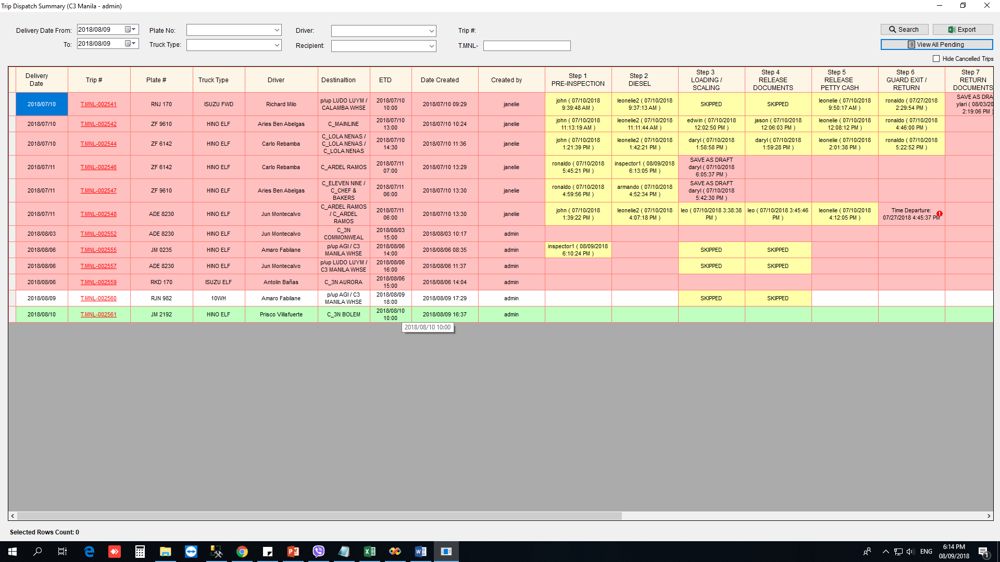 Trip Dispatch Summary (C3 Manila - admin)
Delivery Date From: 2018/08/09 Plate No: Driver: Trip #: Search Export
To: 2018/08/09 Truck Type: Recipient: T.MNL- View All Pending
Hide Cancelled Trips
Delivery Date Trip # Plate # Truck Type Driver Destinaltion ETD Date Created Created by Step 1 PRE-INSPECTION Step 2 DIESEL Step 3 LOADING / SCALING Step 4 RELEASE DOCUMENTS Step 5 RELEASE PETTY CASH Step 6 GUARD EXIT / RETURN Step 7 RETURN DOCUMENTS
2018/07/10 T.MNL-002541 RNJ 170 ISUZU FWD Richard Milo p/up LUDO LUYM / CALAMBA WHSE 2018/07/10 10:00 2018/07/10 09:29 janelie john ( 07/10/2018 9:39:48 AM ) leonelie2 ( 07/10/2018 9:37:13 AM ) SKIPPED SKIPPED leonelie ( 07/10/2018 9:50:17 AM ) ronaldo ( 07/27/2018 2:29:54 PM ) SAVE AS DRA ylari ( 08/03/20 2:19:06 PM )
2018/07/10 T.MNL-002542 ZF 9610 HINO ELF Aries Ben Abelgas C_MAINLINE 2018/07/10 13:00 2018/07/10 10:24 janelie john ( 07/10/2018 11:13:19 AM ) leonelie2 ( 07/10/2018 11:11:44 AM ) edwin ( 07/10/2018 12:02:50 PM ) jason ( 07/10/2018 12:06:03 PM ) leonelie ( 07/10/2018 12:08:12 PM ) ronaldo ( 07/10/2018 4:46:00 PM )
2018/07/10 T.MNL-002544 ZF 6142 HINO ELF Carlo Rebamba C_LOLA NENAS / C_LOLA NENAS / C_LOLA NENAS 2018/07/10 14:30 2018/07/10 11:36 janelie john ( 07/10/2018 1:21:39 PM ) leonelie2 ( 07/10/2018 1:42:21 PM ) daryl ( 07/10/2018 1:58:58 PM ) daryl ( 07/10/2018 1:59:28 PM ) leonelie ( 07/10/2018 2:01:38 PM ) ronaldo ( 07/10/2018 5:22:52 PM )
2018/07/11 T.MNL-002546 ZF 6142 HINO ELF Carlo Rebamba C_ARDEL RAMOS 2018/07/11 07:00 2018/07/10 13:29 janelie ronaldo ( 07/10/2018 5:45:21 PM ) inspector1 ( 08/09/2018 6:13:05 PM ) SAVE AS DRAFT daryl ( 07/10/2018 6:05:37 PM )
2018/07/11 T.MNL-002547 ZF 9610 HINO ELF Aries Ben Abelgas C_ELEVEN NINE / C_CHEF & BAKERS 2018/07/11 06:00 2018/07/10 13:30 janelie ronaldo ( 07/10/2018 4:59:56 PM ) armando ( 07/10/2018 4:52:34 PM ) SAVE AS DRAFT daryl ( 07/10/2018 5:42:30 PM )
2018/07/11 T.MNL-002548 ADE 8230 HINO ELF Jun Montecalvo C_ARDEL RAMOS / C_ARDEL RAMOS 2018/07/11 06:00 2018/07/10 13:30 janelie john ( 07/10/2018 1:39:22 PM ) leonelie2 ( 07/10/2018 4:07:18 PM ) leo ( 07/10/2018 3:38:38 PM ) leo ( 07/10/2018 3:45:46 PM ) leonelie ( 07/10/2018 4:12:05 PM ) Time Departure: 07/27/2018 4:45:37 PM
2018/08/03 T.MNL-002552 ADE 8230 HINO ELF Jun Montecalvo C_3N COMMONWEAL 2018/08/03 15:00 2018/08/03 10:17 admin
2018/08/06 T.MNL-002555 JM 0235 HINO ELF Amaro Fabilane p/up AGI / C3 MANILA WHSE 2018/08/06 14:00 2018/08/06 08:35 admin inspector1 ( 08/09/2018 6:10:24 PM ) SKIPPED SKIPPED
2018/08/06 T.MNL-002557 ADE 8230 HINO ELF Jun Montecalvo p/up LUDO LUYM / C3 MANILA WHSE 2018/08/06 16:00 2018/08/06 11:37 admin SKIPPED SKIPPED
2018/08/06 T.MNL-002559 RKD 170 ISUZU ELF Antolin Bañas C_3N AURORA 2018/08/06 15:00 2018/08/06 14:04 admin
2018/08/09 T.MNL-002560 RJN 982 10WH Amaro Fabilane p/up AGI / C3 MANILA WHSE 2018/08/09 18:00 2018/08/09 17:29 admin SKIPPED SKIPPED
2018/08/10 T.MNL-002561 JM 2192 HINO ELF Prisco Villafuerte C_3N BOLEM 2018/08/10 10:00 2018/08/09 16:37 admin
2018/08/10 10:00
Selected Rows Count: 0
ENG 6:14 PM
08/09/2018 1